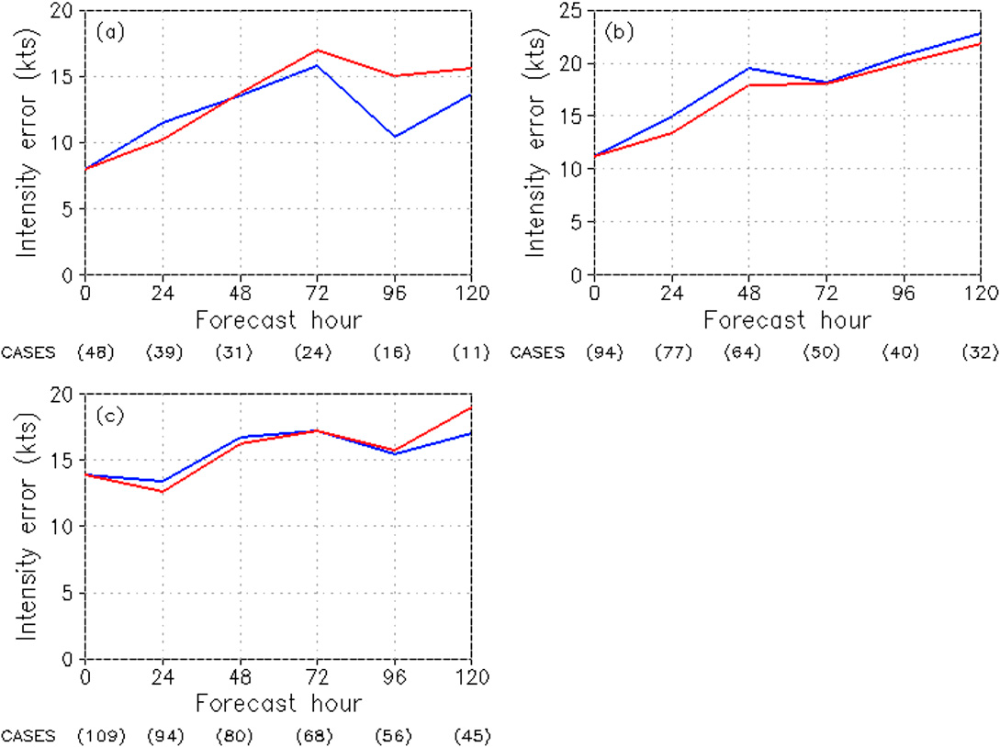 (a)
20
15
10
5
0
Intensity error (kts)
0 24 48 72 96 120
Forecast hour
CASES (48) (39) (31) (24) (16) (11)
(b)
25
20
15
10
5
0
Intensity error (kts)
0 24 48 72 96 120
Forecast hour
CASES (94) (77) (64) (50) (40) (32)
(c)
20
15
10
5
0
Intensity error (kts)
0 24 48 72 96 120
Forecast hour
CASES (109) (94) (80) (68) (56) (45)